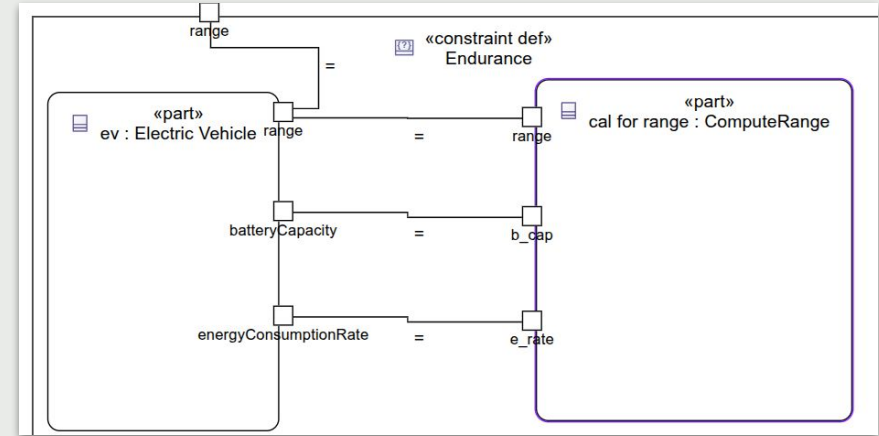 range
=
«constraint def»
Endurance
«part»
ev : Electric Vehicle
range
=
range
«part»
cal for range : ComputeRange
batteryCapacity
=
b_cap
energyConsumptionRate
=
e_rate